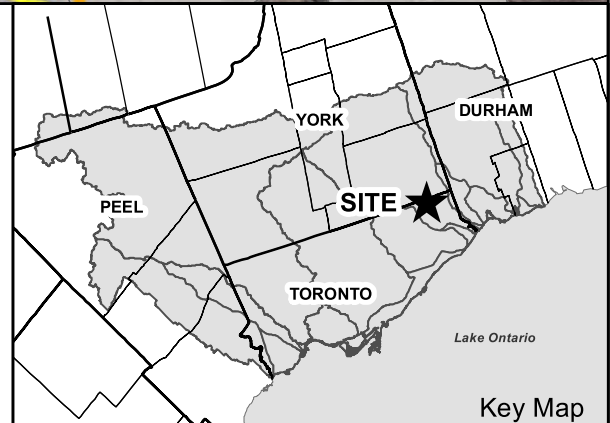 YORK
DURHAM
PEEL
SITE
TORONTO
Lake Ontario
Key Map